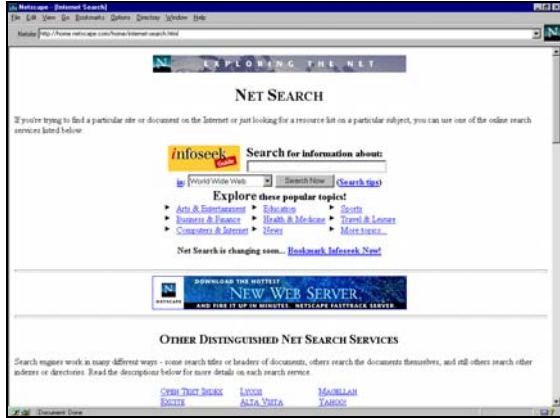 Netscape - [Internet Search]
File Edit View Go Bookmarks Options Directory Window Help
Netsite: http://home.netscape.com/home/internet-search.html
EXPLORING THE NET
NET SEARCH
If you're trying to find a particular site or document on the Internet or just looking for a resource list on a particular subject, you can use one of the online search
services listed below.
infoseek Guide
Search for information about:
in: World Wide Web Search Now (Search tips)
Explore these popular topics!
Arts & Entertainment Education Sports
Business & Finance Health & Medicine Travel & Leisure
Computers & Internet News More topics...
Net Search is changing soon... Bookmark Infoseek Now!
NETSCAPE
DOWNLOAD THE HOTTEST
NEW WEB SERVER,
AND FIRE IT UP IN MINUTES. NETSCAPE FASTTRACK SERVER.
OTHER DISTINGUISHED NET SEARCH SERVICES
Search engines work in many different ways - some search titles or headers of documents, others search the documents themselves, and still others search other
indexes or directories. Read the descriptions below for more details on each search service.
OPEN TEXT INDEX LYCOS MAGELLAN
EXCITE ALTA VISTA YAHOO!
Document: Done